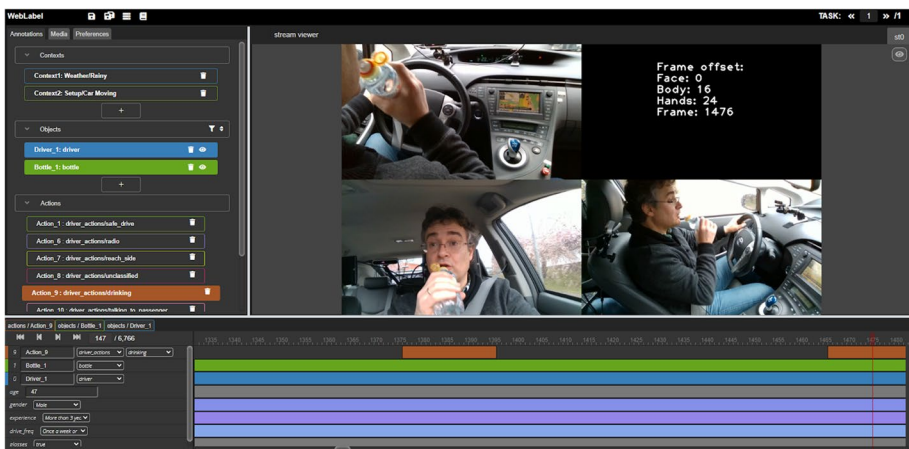 WebLabel
TASK: « 1 » /1
Annotations Media Preferences
stream viewer
st0
Contexts
Context1: Weather/Rainy
Context2: Setup/Car Moving
+
Objects
Driver_1: driver
Bottle_1: bottle
+
Actions
Action_1 : driver_actions/safe_drive
Action_6 : driver_actions/radio
Action_7 : driver_actions/reach_side
Action_8 : driver_actions/unclassified
Action_9 : driver_actions/drinking
Action_10 : driver_actions/talking_to_passenger
Frame offset:
Face: 0
Body: 16
Hands: 24
Frame: 1476
actions / Action_9 objects / Bottle_1 objects / Driver_1
147 / 6,766
9 Action_9 driver_actions drinking
Bottle_1 bottle
0 Driver_1 driver
age 47
gender Male
experience More than 3 yec
drive_freq Once a week or
glasses true